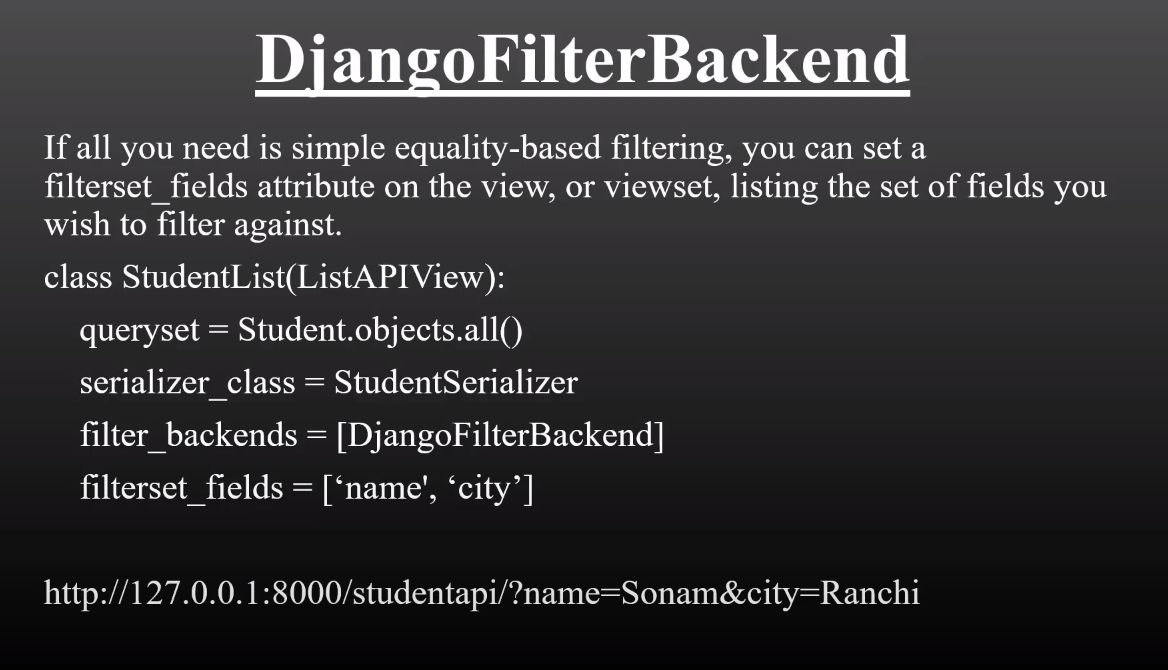 DjangoFilterBackend
If all you need is simple equality-based filtering, you can set a
filterset_fields attribute on the view, or viewset, listing the set of fields you
wish to filter against.
class StudentList(ListAPIView):
queryset = Student.objects.all()
serializer_class = StudentSerializer
filter_backends = [DjangoFilterBackend]
filterset_fields = [‘name', ‘city’]
http://127.0.0.1:8000/studentapi/?name=Sonam&city=Ranchi